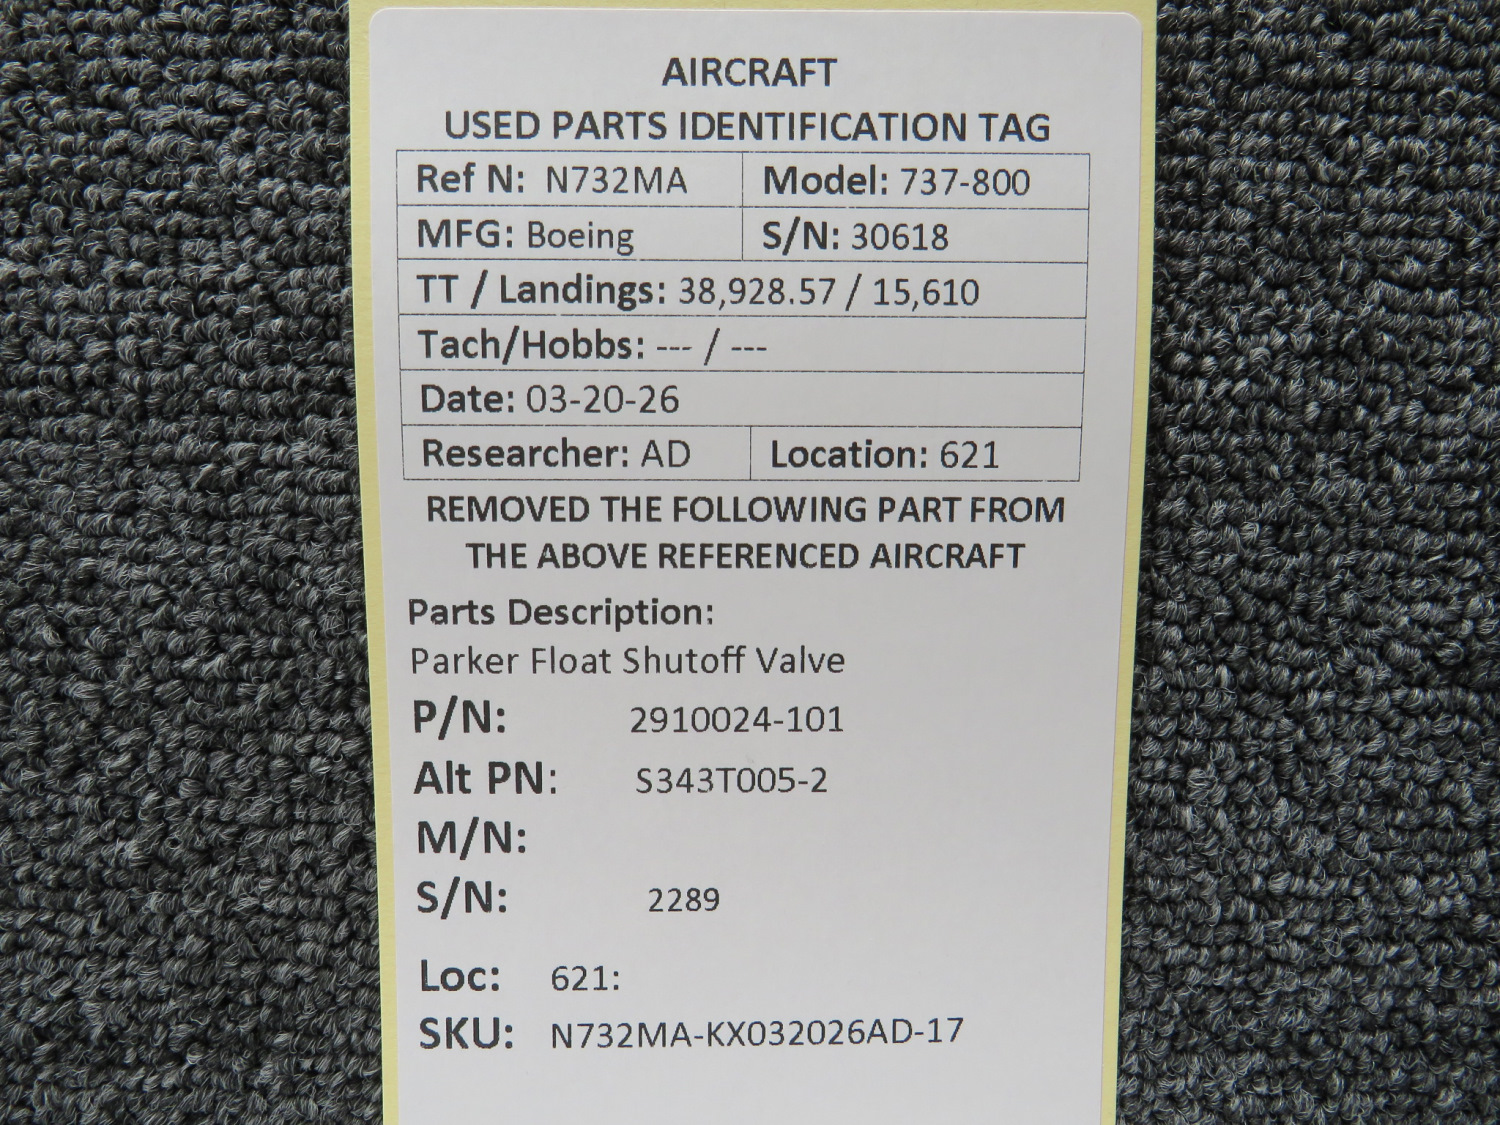 AIRCRAFT
USED PARTS IDENTIFICATION TAG
Ref N: N732MA Model: 737-800
MFG: Boeing S/N: 30618
TT / Landings: 38,928.57 / 15,610
Tach/Hobbs: --- / ---
Date: 03-20-26
Researcher: AD Location: 621
REMOVED THE FOLLOWING PART FROM
THE ABOVE REFERENCED AIRCRAFT
Parts Description:
Parker Float Shutoff Valve
P/N: 2910024-101
Alt PN: S343T005-2
M/N:
S/N: 2289
Loc: 621:
SKU: N732MA-KX032026AD-17